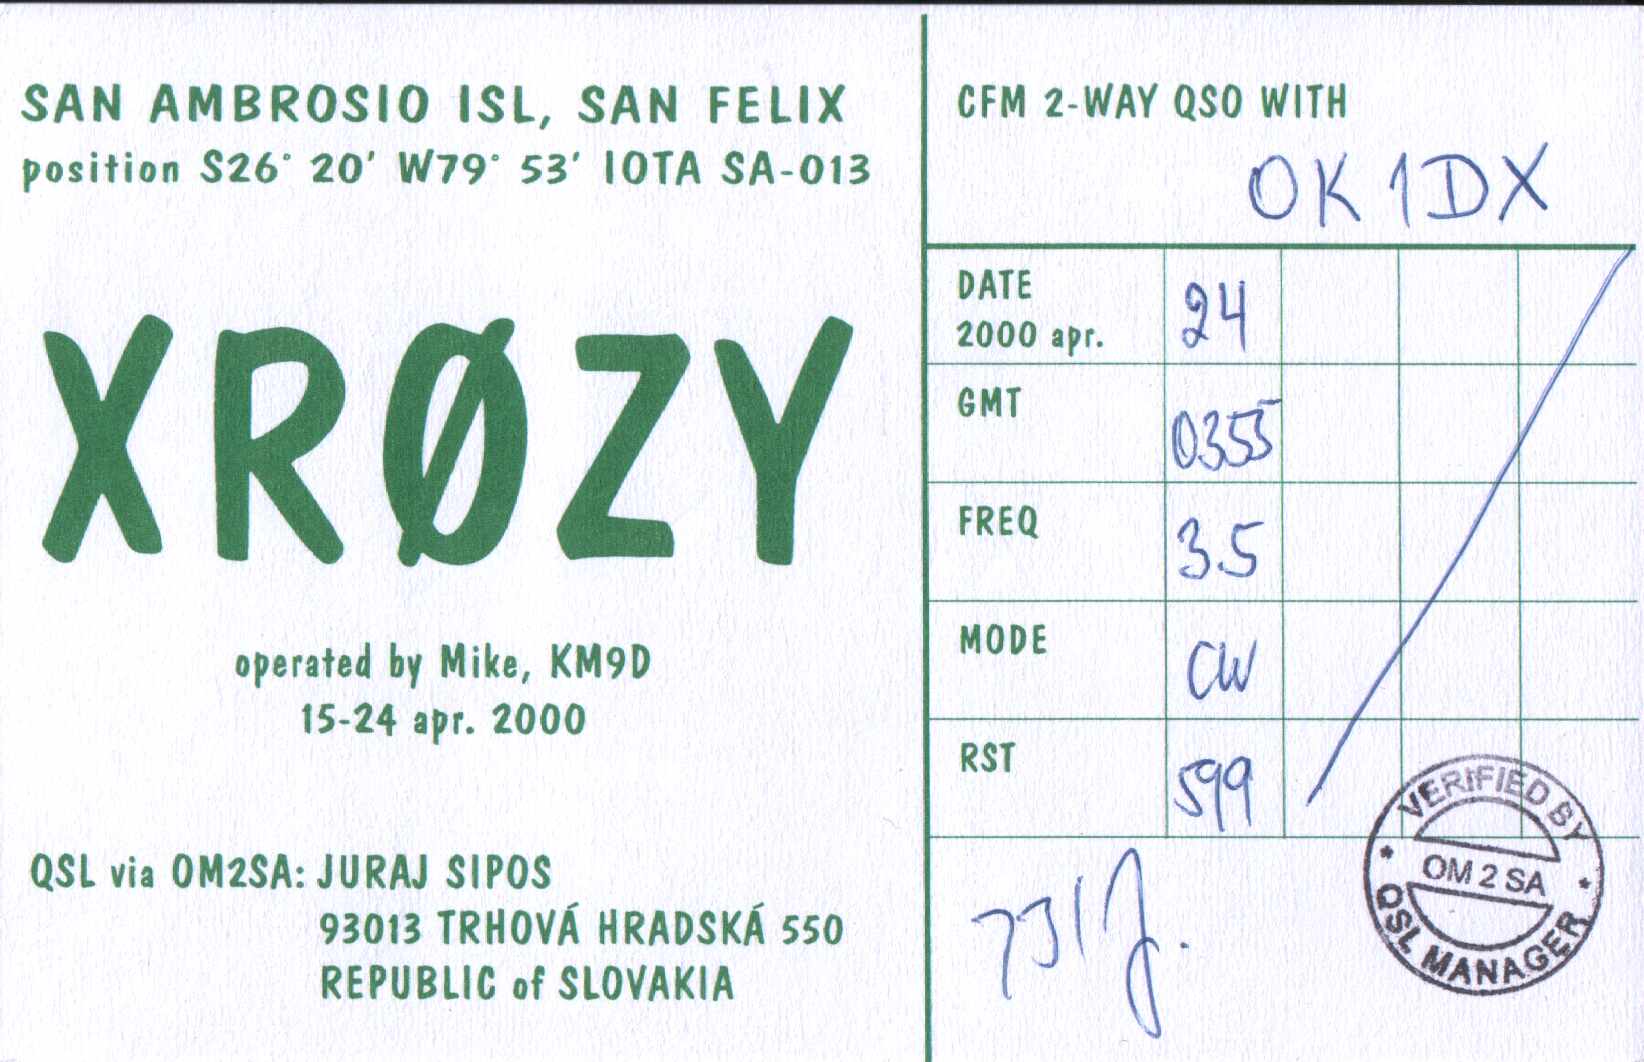 SAN AMBROSIO ISL, SAN FELIX
position S26° 20' W79° 53' IOTA SA-013
XRØZY
operated by Mike, KM9D
15-24 apr. 2000
QSL via OM2SA: JURAJ SIPOS
93013 TRHOVÁ HRADSKÁ 550
REPUBLIC of SLOVAKIA
CFM 2-WAY QSO WITH
OK1DX
DATE
2000 apr. 24
GMT 0355
FREQ 3.5
MODE CW
RST 599
73!
VERIFIED BY
OM 2 SA
QSL MANAGER